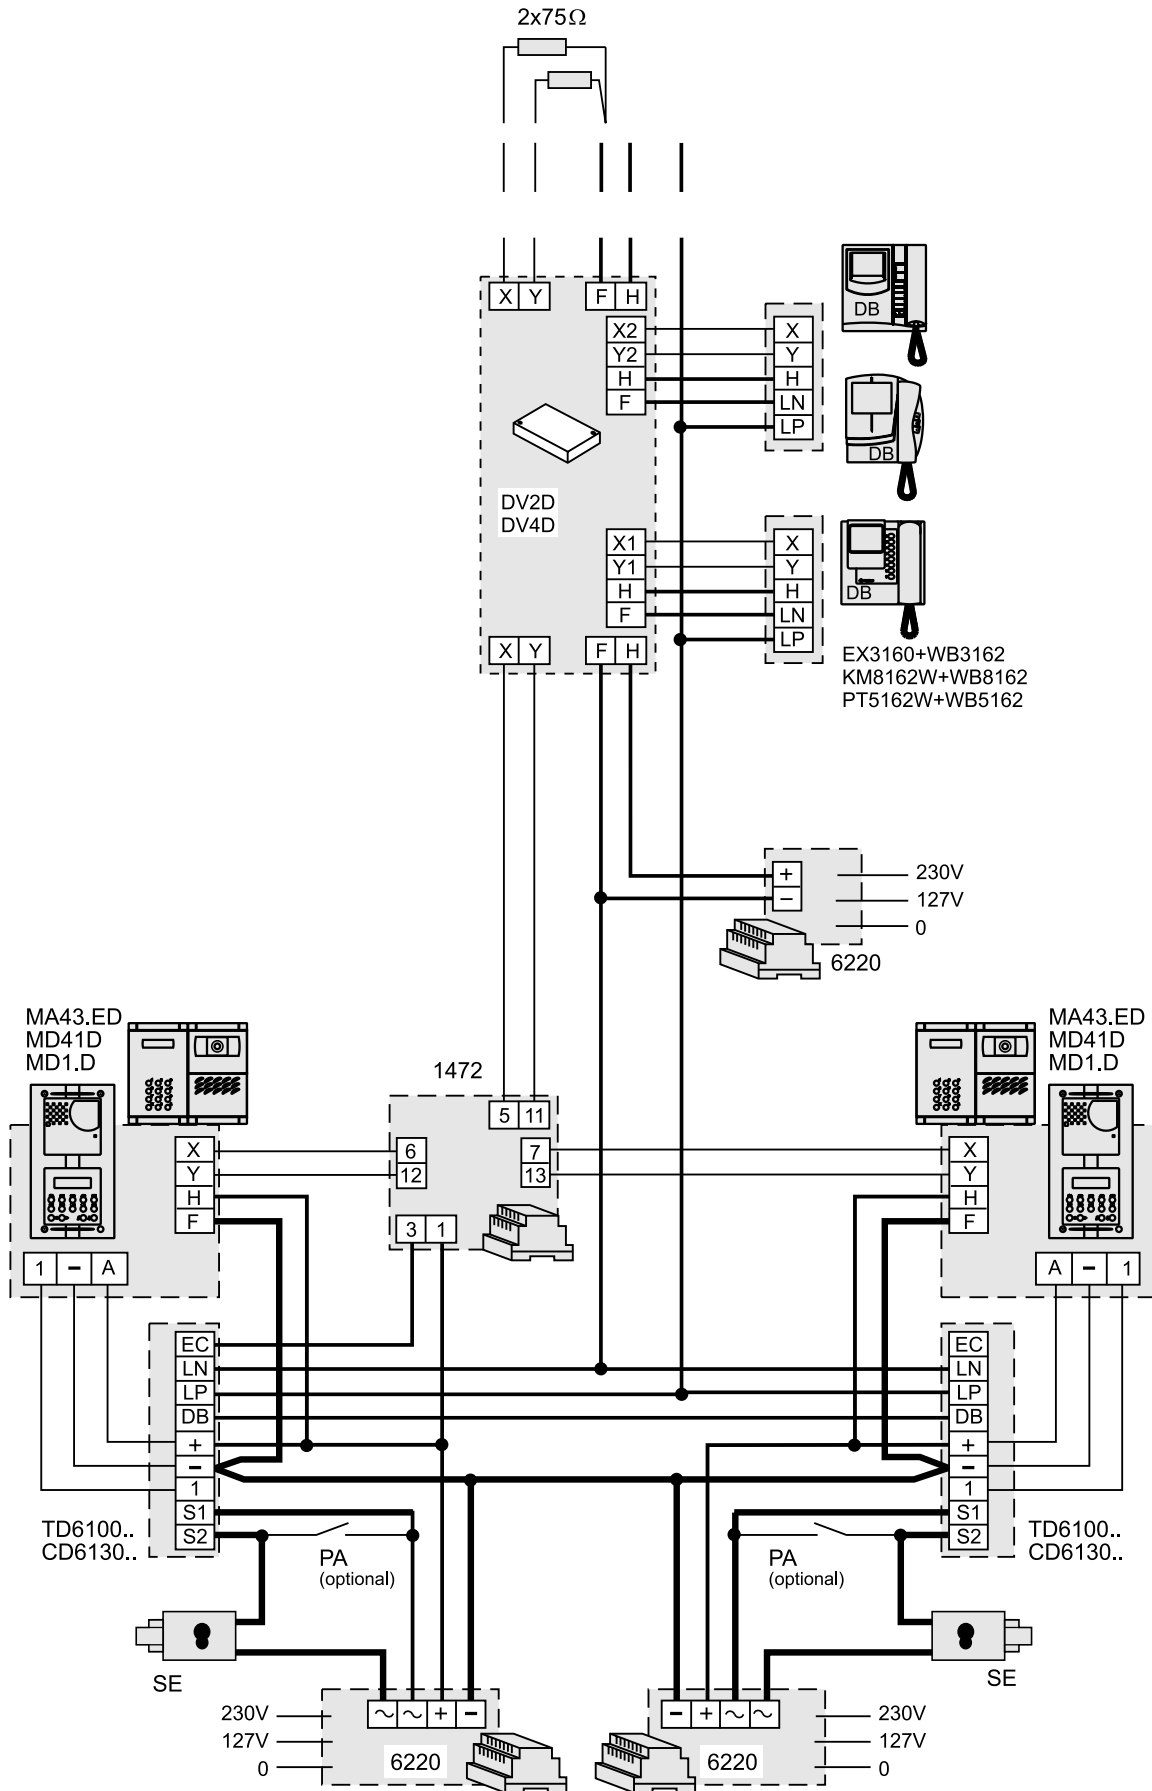 2x75Ω
X Y F H
X2
Y2
H
F
X
Y
H
LN
LP
DB
DB
DV2D
DV4D
X1
Y1
H
F
X
Y
H
LN
LP
DB
X Y F H
EX3160+WB3162
KM8162W+WB8162
PT5162W+WB5162
+
−
230V
127V
0
6220
MA43.ED
MD41D
MD1.D
MA43.ED
MD41D
MD1.D
1472
5 11
6
12
7
13
3 1
X
Y
H
F
1 − A
X
Y
H
F
A − 1
EC
LN
LP
DB
+
−
1
S1
S2
EC
LN
LP
DB
+
−
1
S1
S2
TD6100..
CD6130..
TD6100..
CD6130..
PA
(optional)
PA
(optional)
SE
SE
230V
127V
0
∼ ∼ + −
6220
− + ∼ ∼
6220
230V
127V
0